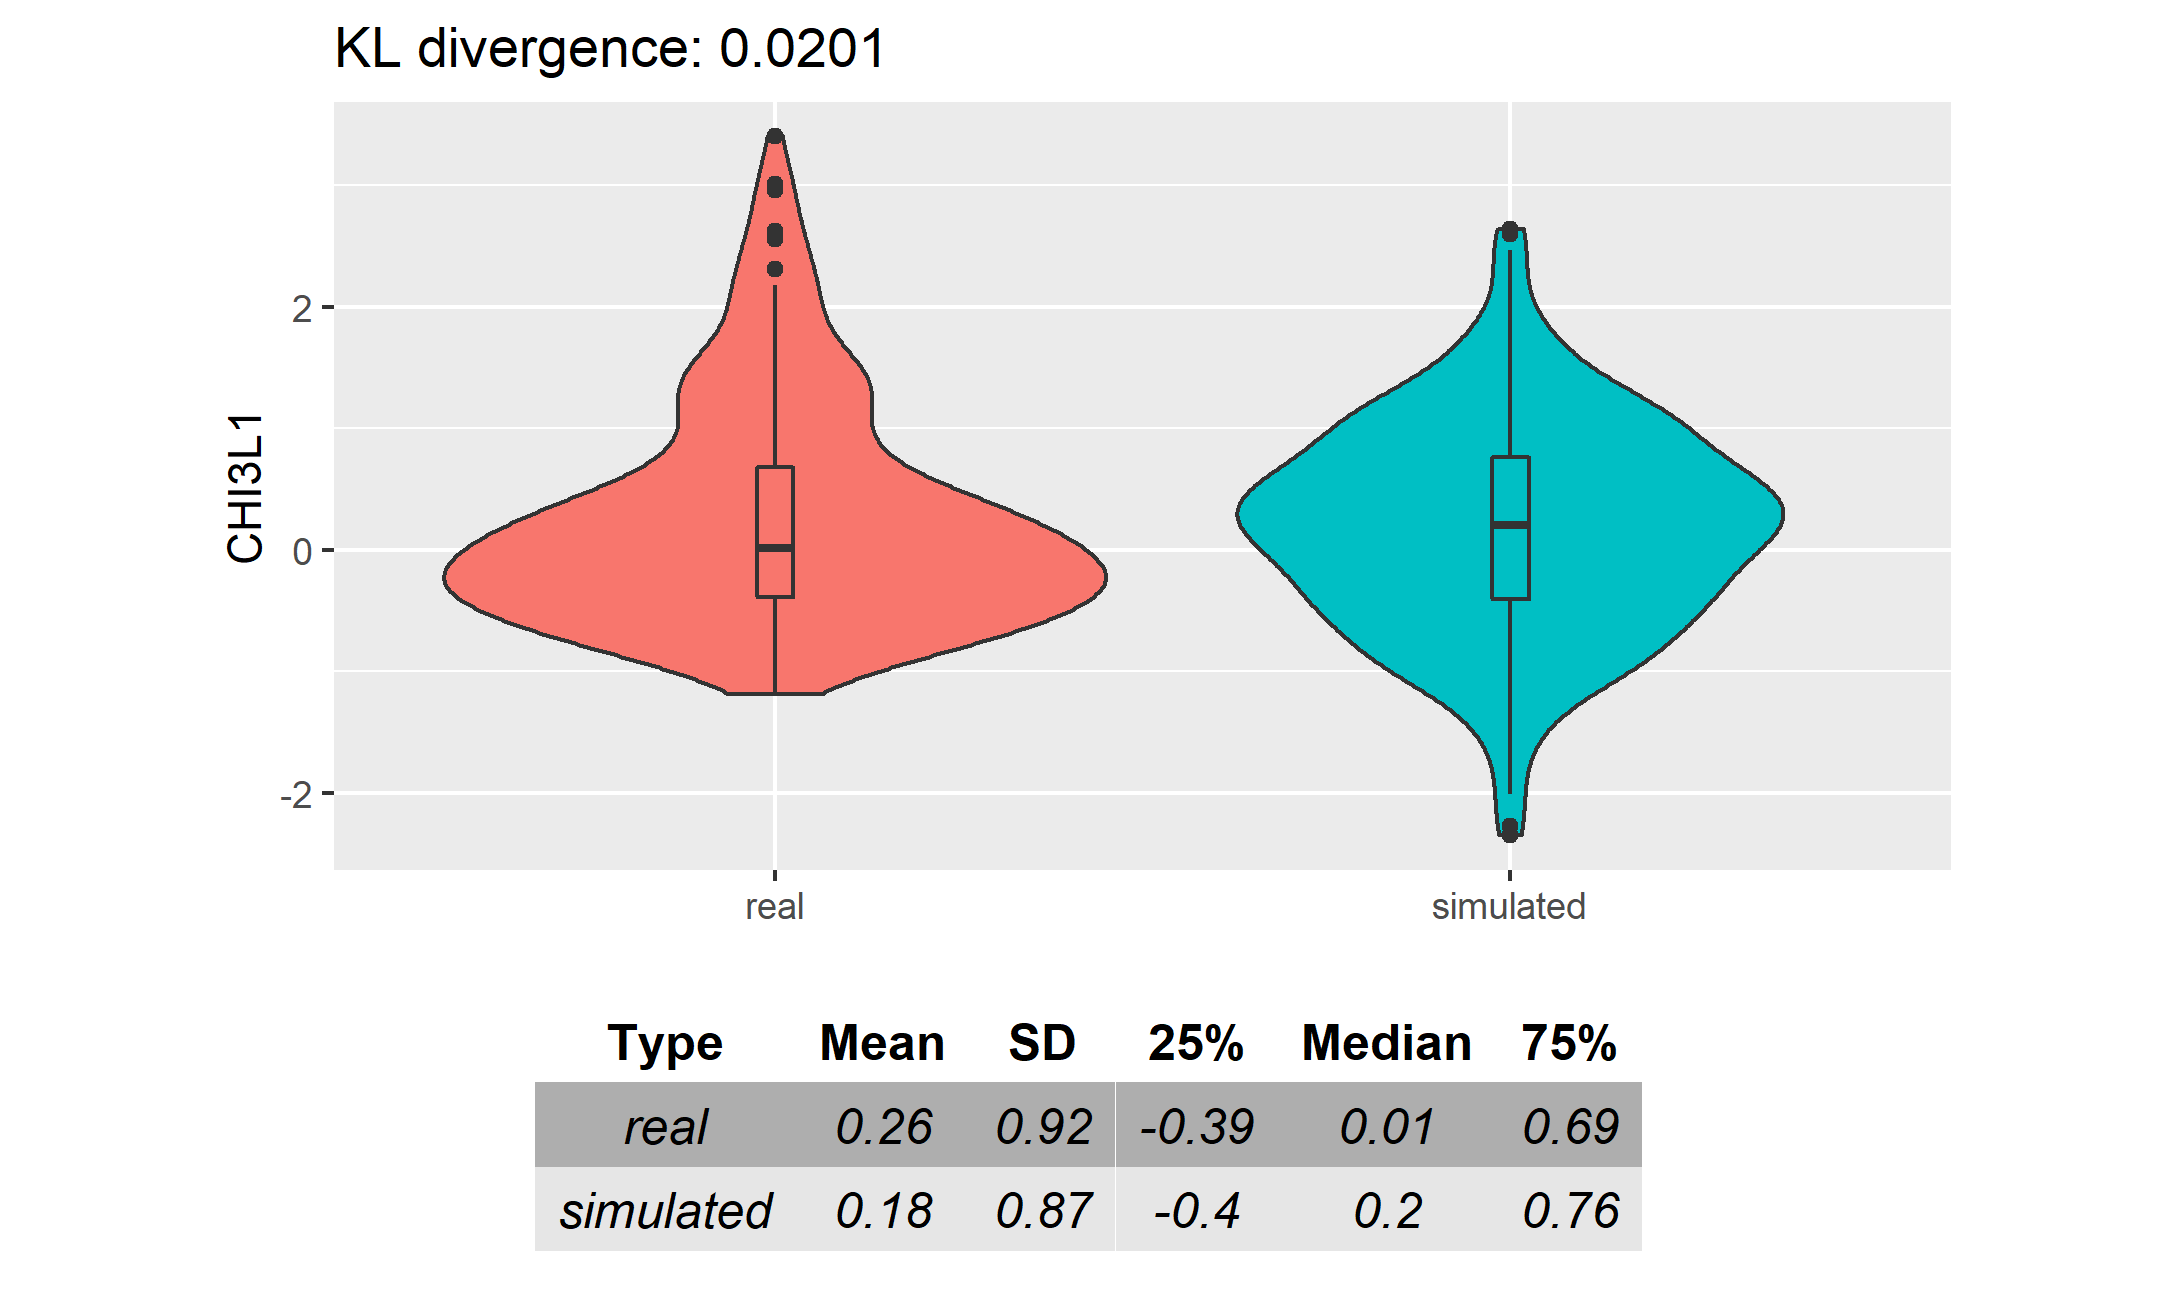 KL divergence: 0.0201
CHI3L1
2
0
-2
real simulated
Type Mean SD 25% Median 75%
real 0.26 0.92 -0.39 0.01 0.69
simulated 0.18 0.87 -0.4 0.2 0.76